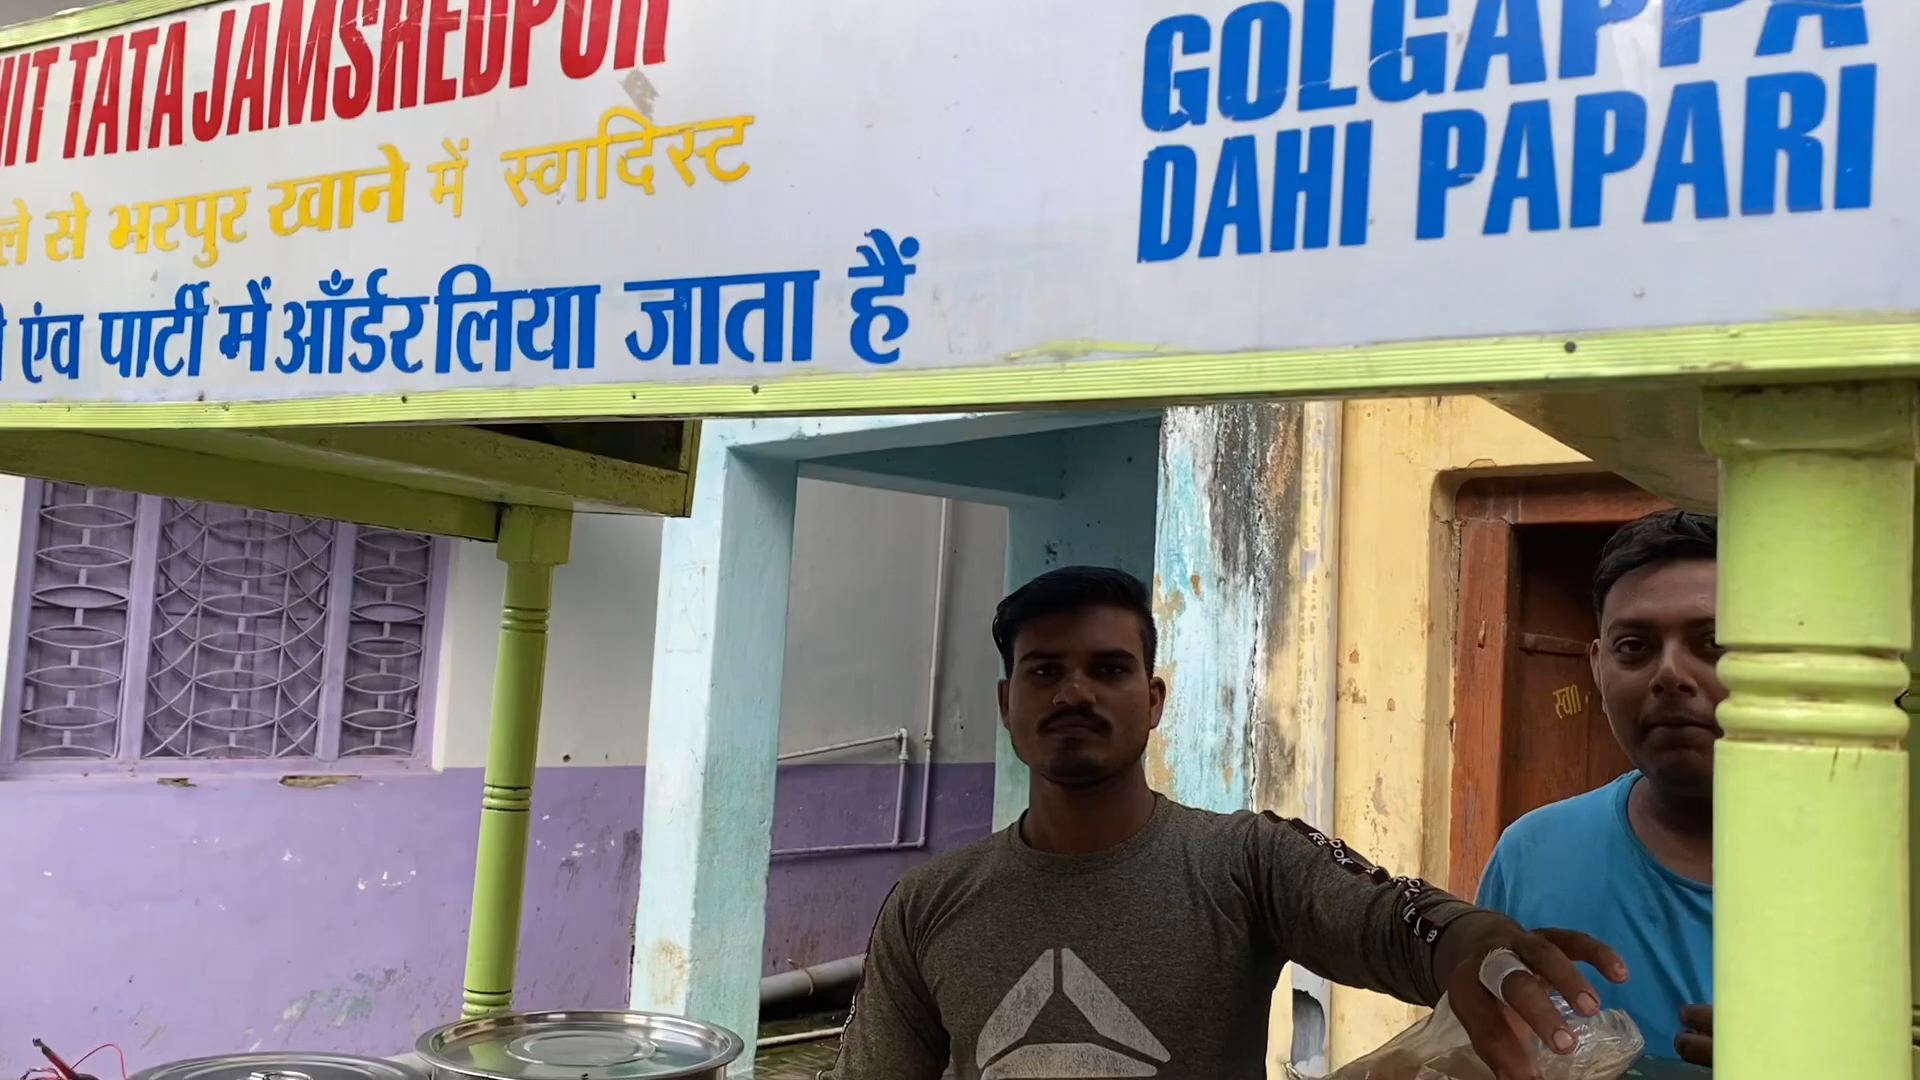 TATA JAMSHEDPUR
से भरपुर खाने में स्वादिस्ट
एंव पार्टी में आँर्डर लिया जाता हैं
GOLGAPPA
DAHI PAPARI